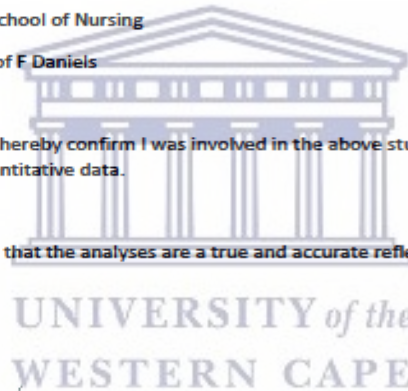 chool of Nursing
of F Daniels
hereby confirm I was involved in the above stu
ntitative data.
that the analyses are a true and accurate refle
UNIVERSITY of the
WESTERN CAPE